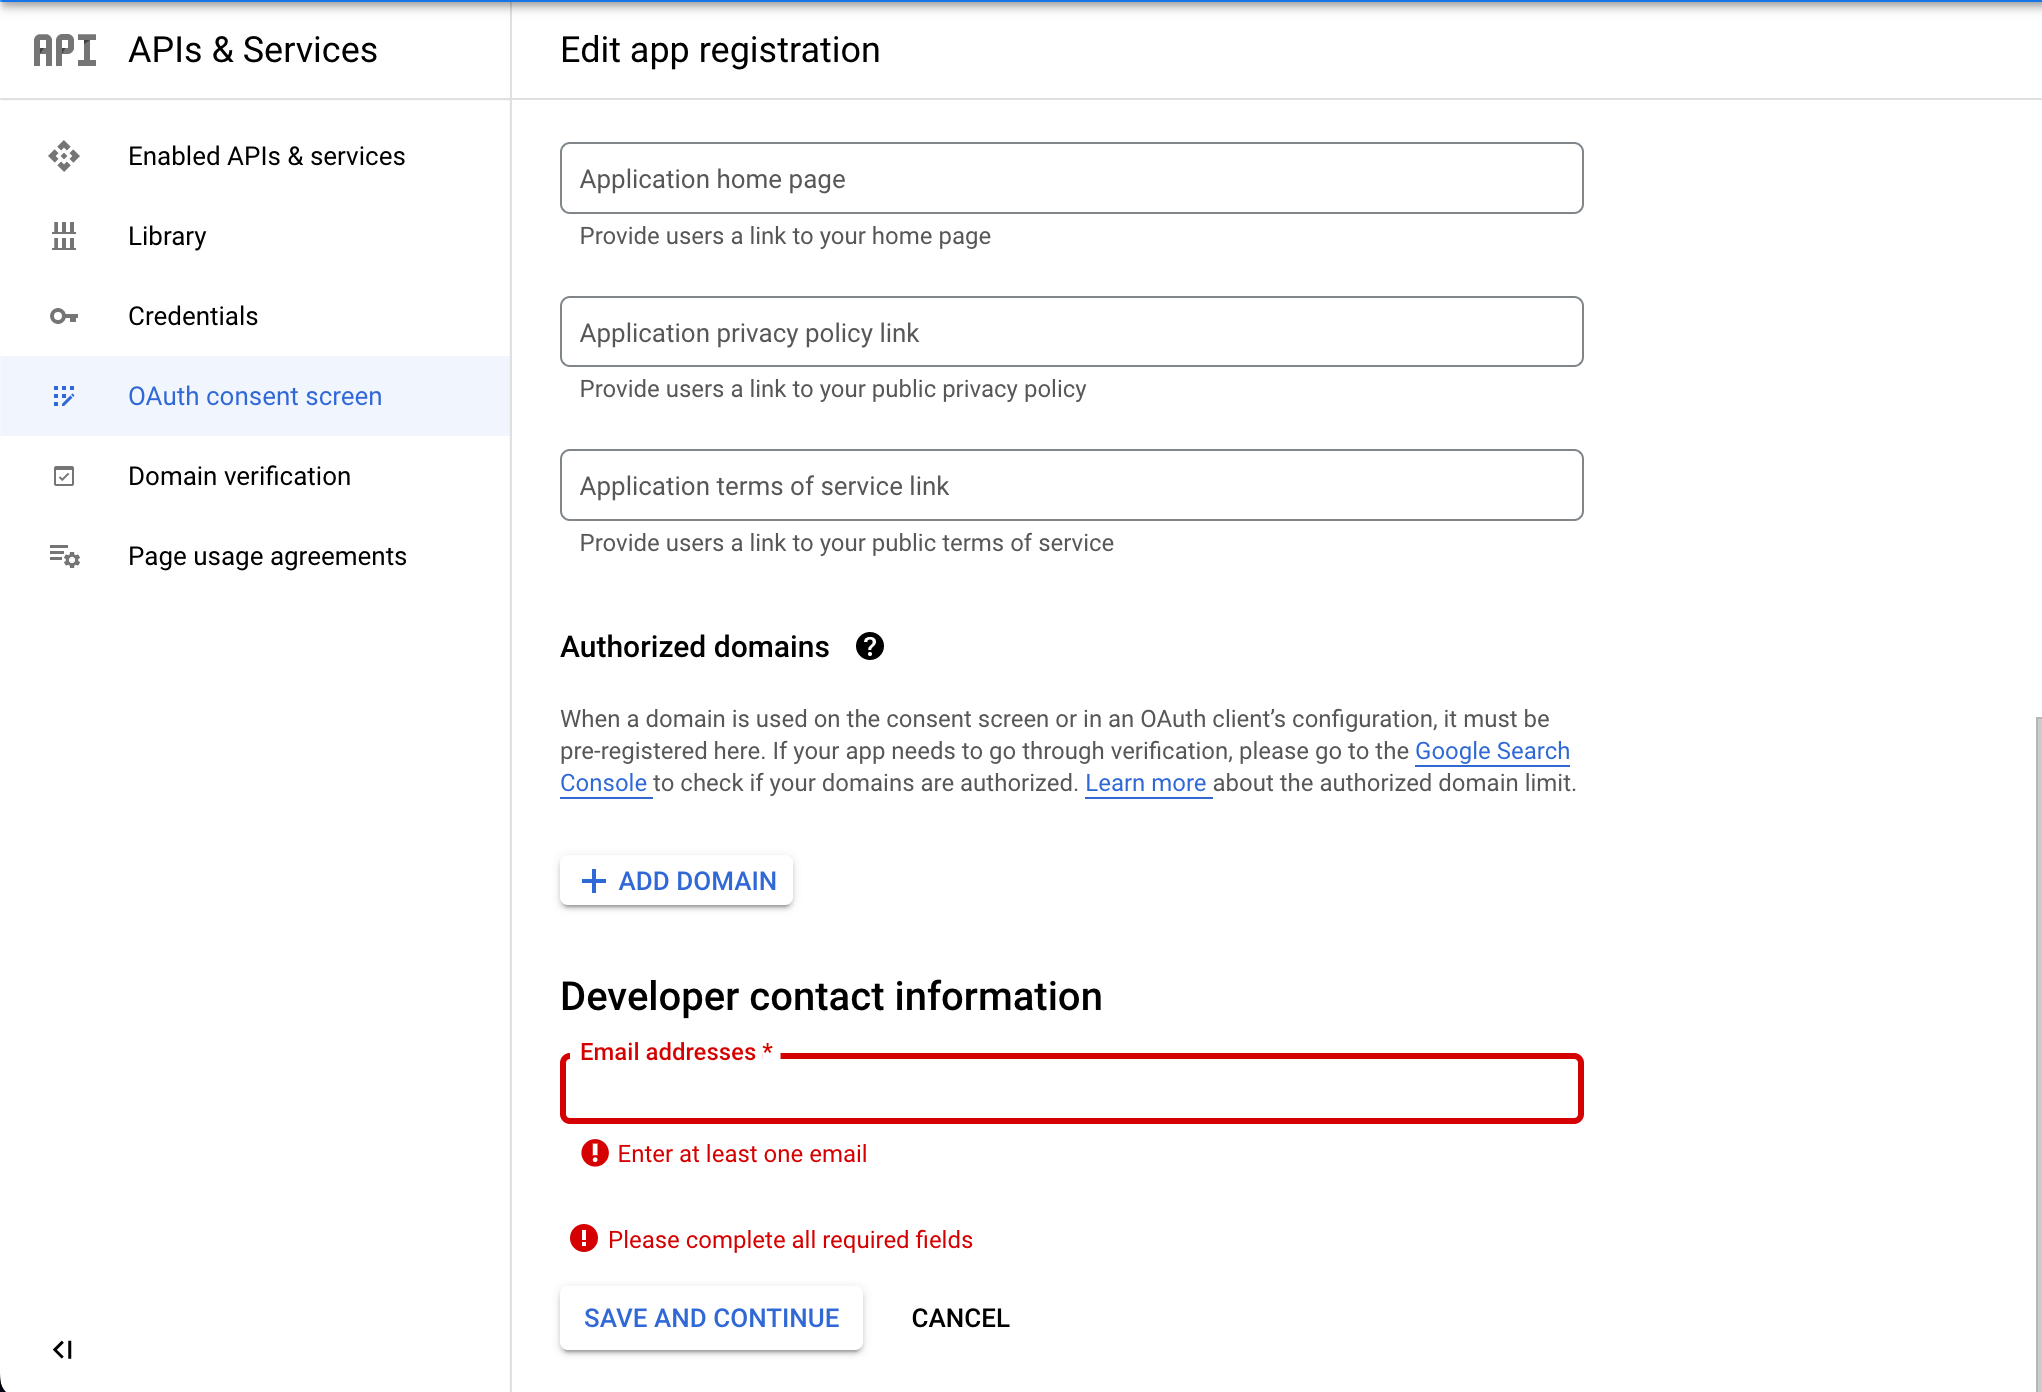 API APIs & Services
Edit app registration
Enabled APIs & services
Library
Credentials
OAuth consent screen
Domain verification
Page usage agreements
Application home page
Provide users a link to your home page
Application privacy policy link
Provide users a link to your public privacy policy
Application terms of service link
Provide users a link to your public terms of service
Authorized domains
When a domain is used on the consent screen or in an OAuth client’s configuration, it must be
pre-registered here. If your app needs to go through verification, please go to the Google Search
Console to check if your domains are authorized. Learn more about the authorized domain limit.
ADD DOMAIN
Developer contact information
Email addresses *
Enter at least one email
Please complete all required fields
SAVE AND CONTINUE
CANCEL